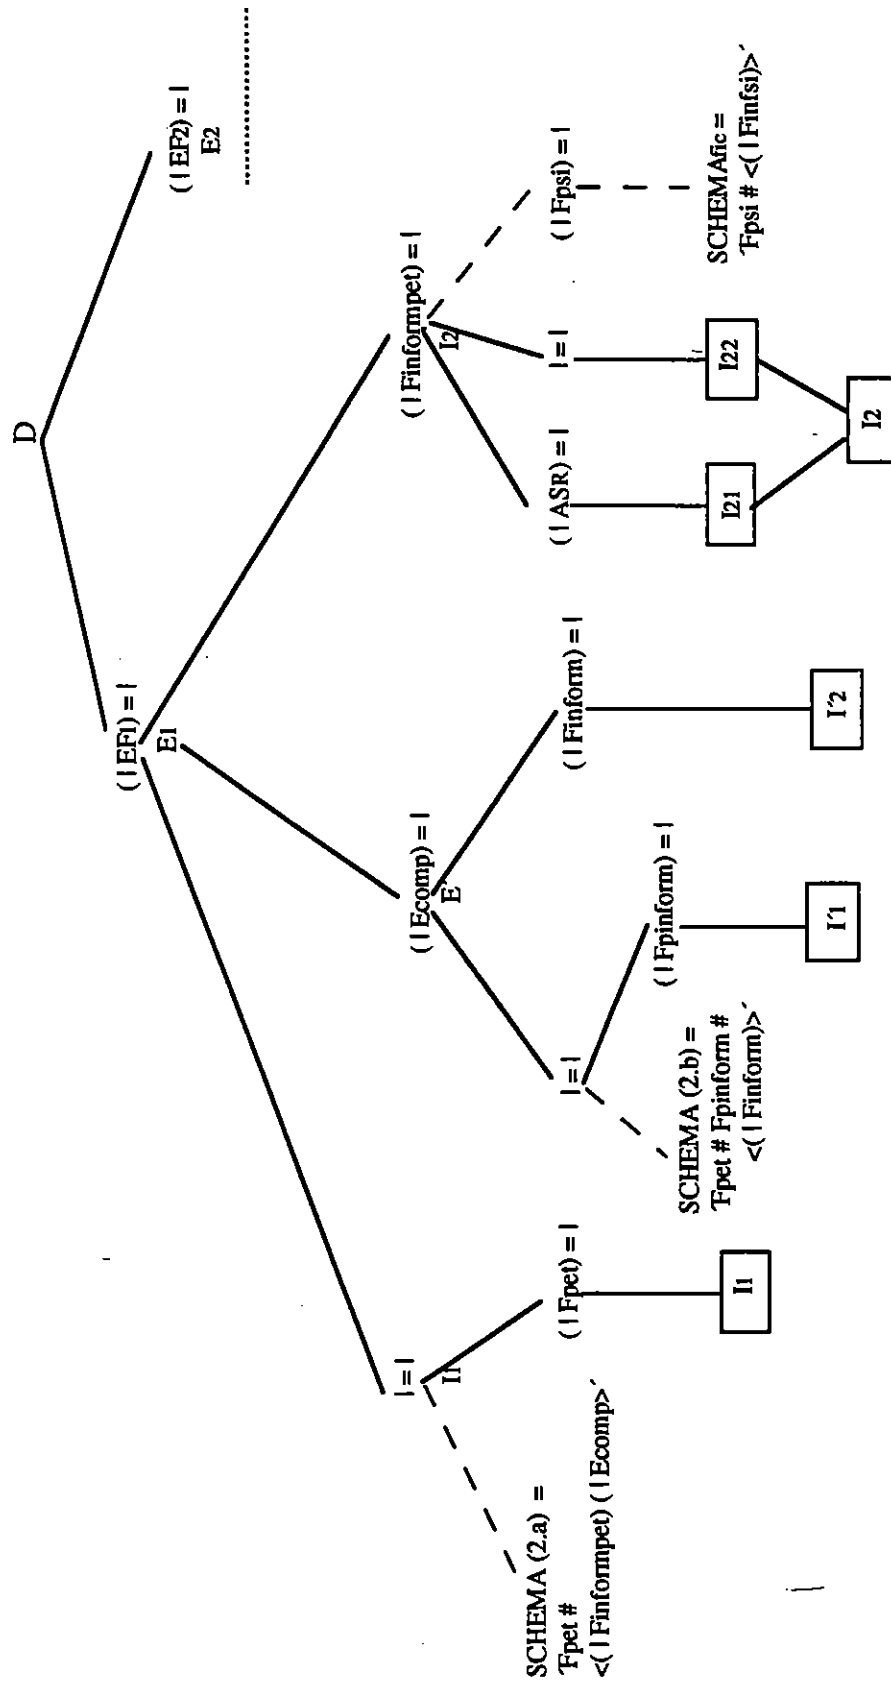 D
( | EF1) = |
E1
( | EF2) = |
E2
| = |
I1
( | Ecomp) = |
E´
( | Finformpet) = |
I2
SCHEMA (2.a) =
`Fpet #
<( | Finformpet) ( | Ecomp>´
( | Fpet) = |
I1
| = |
( | Finform) = |
SCHEMA (2.b) =
`Fpet # Fpinform #
<( | Finform)>´
( | Fpinform) = |
I´1
I´2
( | ASR) = |
| = |
( | Fpsi) = |
I21
I22
I2
SCHEMAfic =
`Fpsi # <( | Finfsi)>´